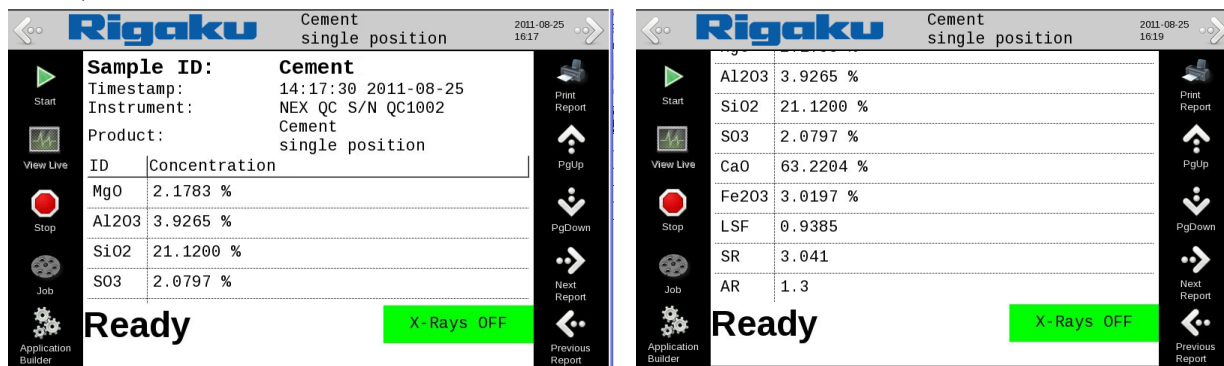 Rigaku
Cement
single position
2011-08-25
16:17
Start
View Live
Stop
Job
Application
Builder
Sample ID: Cement
Timestamp: 14:17:30 2011-08-25
Instrument: NEX QC S/N QC1002
Product: Cement
single position
ID Concentration
MgO 2.1783 %
Al2O3 3.9265 %
SiO2 21.1200 %
SO3 2.0797 %
Ready
X-Rays OFF
Print
Report
PgUp
PgDown
Next
Report
Previous
Report
Rigaku
Cement
single position
2011-08-25
16:19
Start
View Live
Stop
Job
Application
Builder
Al2O3 3.9265 %
SiO2 21.1200 %
SO3 2.0797 %
CaO 63.2204 %
Fe2O3 3.0197 %
LSF 0.9385
SR 3.041
AR 1.3
Ready
X-Rays OFF
Print
Report
PgUp
PgDown
Next
Report
Previous
Report